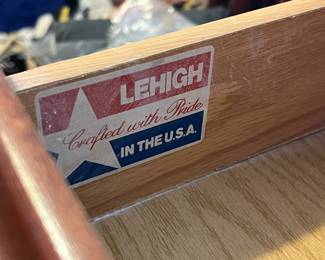 LEHIGH
Crafted with Pride
IN THE U.S.A.